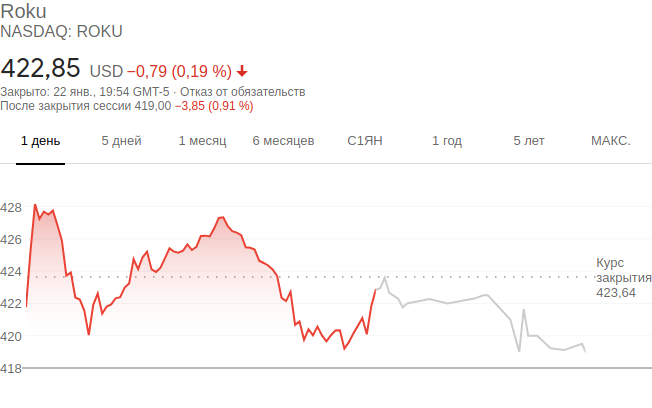 Roku
NASDAQ: ROKU
422,85 USD −0,79 (0,19 %)
Закрыто: 22 янв., 19:54 GMT-5 · Отказ от обязательств
После закрытия сессии 419,00 −3,85 (0,91 %)
1 день 5 дней 1 месяц 6 месяцев С1ЯН 1 год 5 лет МАКС.
428
426
424
422
420
418
Курс
закрытия
423,64